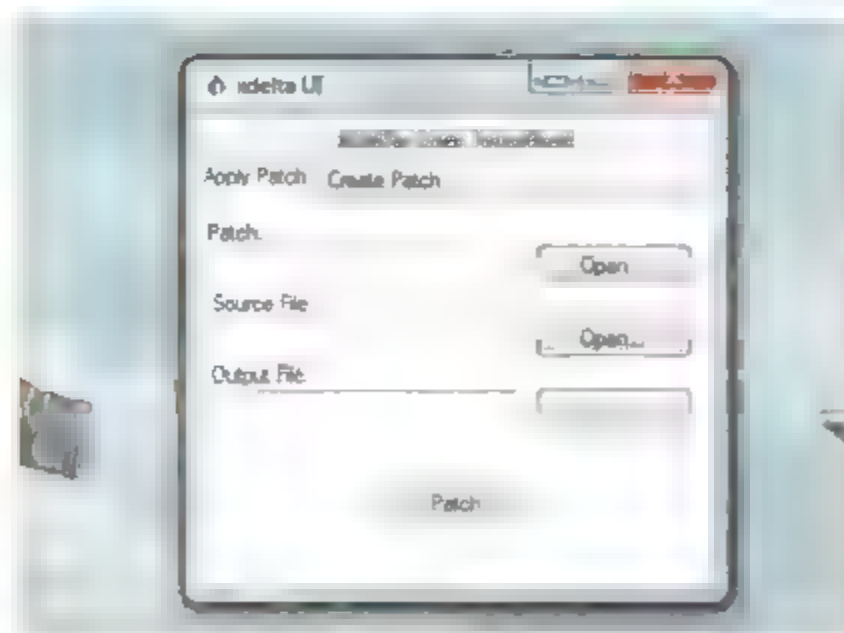 xdelta UI
Apply Patch Create Patch
Patch:
Open
Source File
Open...
Output File
Patch